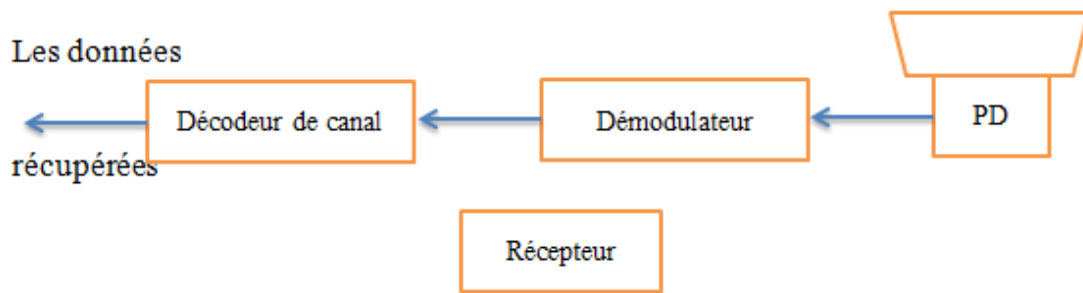 Les données
Décodeur de canal
Démodulateur
PD
récupérées
Récepteur